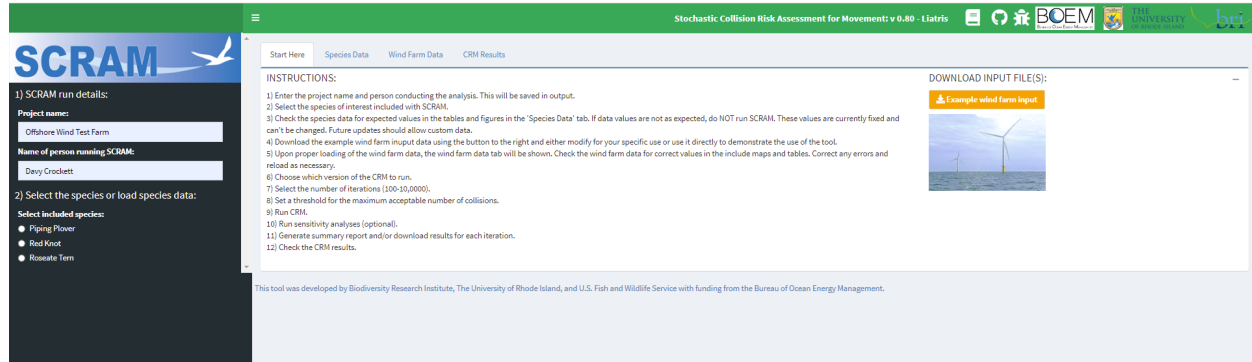 Stochastic Collision Risk Assessment for Movement: v 0.80 - Liatris
BOEM
THE
UNIVERSITY
OF RHODE ISLAND
bri
SCRAM
1) SCRAM run details:
Project name:
Offshore Wind Test Farm
Name of person running SCRAM:
Davy Crockett
2) Select the species or load species data:
Select included species:
Piping Plover
Red Knot
Roseate Tern
Start Here
Species Data
Wind Farm Data
CRM Results
INSTRUCTIONS:
1) Enter the project name and person conducting the analysis. This will be saved in output.
2) Select the species of interest included with SCRAM.
3) Check the species data for expected values in the tables and figures in the 'Species Data' tab. If data values are not as expected, do NOT run SCRAM. These values are currently fixed and
can't be changed. Future updates should allow custom data.
4) Download the example wind farm inuput data using the button to the right and either modify for your specific use or use it directly to demonstrate the use of the tool.
5) Upon proper loading of the wind farm data, the wind farm data tab will be shown. Check the wind farm data for correct values in the include maps and tables. Correct any errors and
reload as necessary.
6) Choose which version of the CRM to run.
7) Select the number of iterations (100-10,0000).
8) Set a threshold for the maximum acceptable number of collisions.
9) Run CRM.
10) Run sensitivity analyses (optional).
11) Generate summary report and/or download results for each iteration.
12) Check the CRM results.
DOWNLOAD INPUT FILE(S):
Example wind farm input
This tool was developed by Biodiversity Research Institute, The University of Rhode Island, and U.S. Fish and Wildlife Service with funding from the Bureau of Ocean Energy Management.